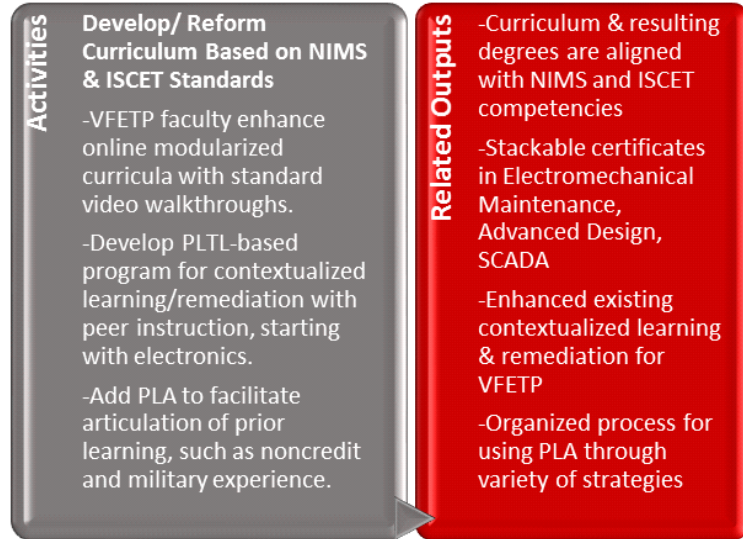 Activities
Develop/ Reform
Curriculum Based on NIMS
& ISCET Standards
-VFETP faculty enhance
online modularized
curricula with standard
video walkthroughs.
-Develop PLTL-based
program for contextualized
learning/remediation with
peer instruction, starting
with electronics.
-Add PLA to facilitate
articulation of prior
learning, such as noncredit
and military experience.
Related Outputs
-Curriculum & resulting
degrees are aligned
with NIMS and ISCET
competencies
-Stackable certificates
in Electromechanical
Maintenance,
Advanced Design,
SCADA
-Enhanced existing
contextualized learning
& remediation for
VFETP
-Organized process for
using PLA through
variety of strategies